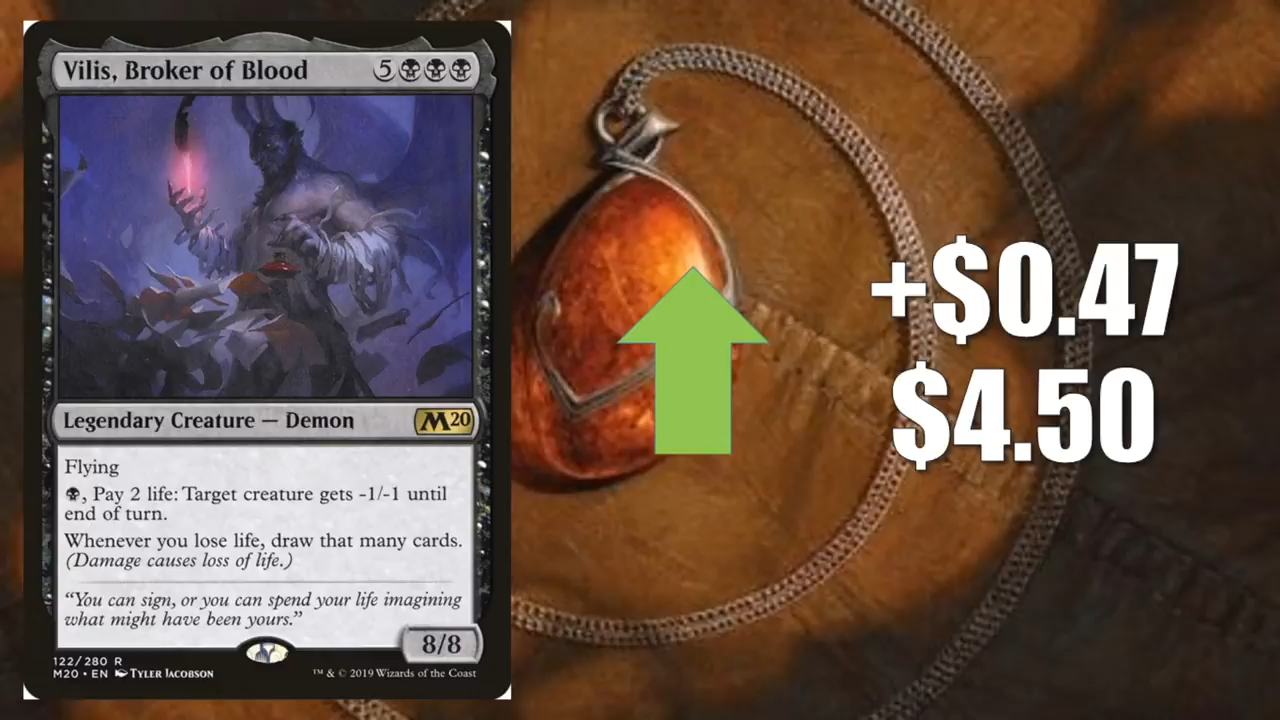 Vilis, Broker of Blood 5
Legendary Creature — Demon M20
Flying
, Pay 2 life: Target creature gets -1/-1 until
end of turn.
Whenever you lose life, draw that many cards.
(Damage causes loss of life.)
“You can sign, or you can spend your life imagining
what might have been yours.”
8/8
122/280 R
M20 • EN Tyler Jacobson
™ & © 2019 Wizards of the Coast
+$0.47
$4.50